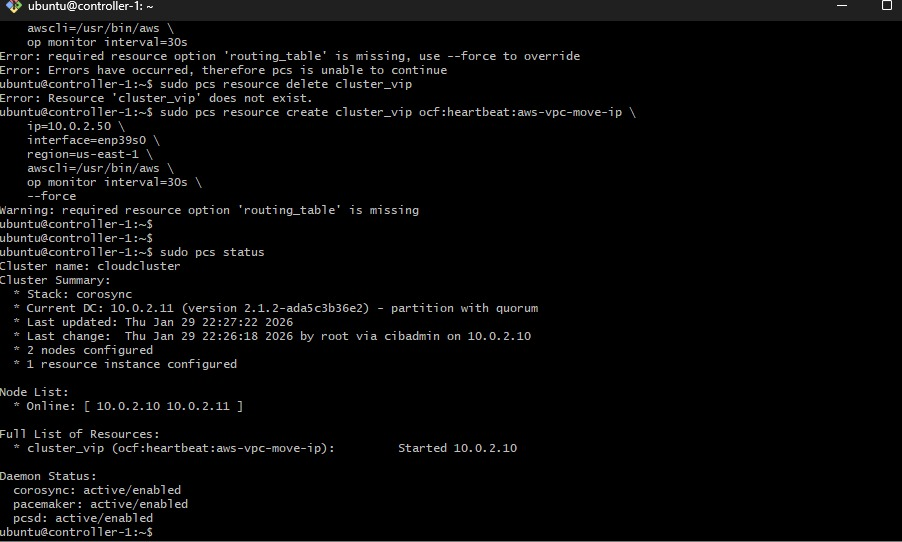 ubuntu@controller-1: ~
    awscli=/usr/bin/aws \
    op monitor interval=30s
Error: required resource option 'routing_table' is missing, use --force to override
Error: Errors have occurred, therefore pcs is unable to continue
ubuntu@controller-1:~$ sudo pcs resource delete cluster_vip
Error: Resource 'cluster_vip' does not exist.
ubuntu@controller-1:~$ sudo pcs resource create cluster_vip ocf:heartbeat:aws-vpc-move-ip \
    ip=10.0.2.50 \
    interface=enp39s0 \
    region=us-east-1 \
    awscli=/usr/bin/aws \
    op monitor interval=30s \
    --force
Warning: required resource option 'routing_table' is missing
ubuntu@controller-1:~$
ubuntu@controller-1:~$
ubuntu@controller-1:~$ sudo pcs status
Cluster name: cloudcluster
Cluster Summary:
  * Stack: corosync
  * Current DC: 10.0.2.11 (version 2.1.2-ada5c3b36e2) - partition with quorum
  * Last updated: Thu Jan 29 22:27:22 2026
  * Last change:  Thu Jan 29 22:26:18 2026 by root via cibadmin on 10.0.2.10
  * 2 nodes configured
  * 1 resource instance configured

Node List:
  * Online: [ 10.0.2.10 10.0.2.11 ]

Full List of Resources:
  * cluster_vip (ocf:heartbeat:aws-vpc-move-ip):         Started 10.0.2.10

Daemon Status:
  corosync: active/enabled
  pacemaker: active/enabled
  pcsd: active/enabled
ubuntu@controller-1:~$